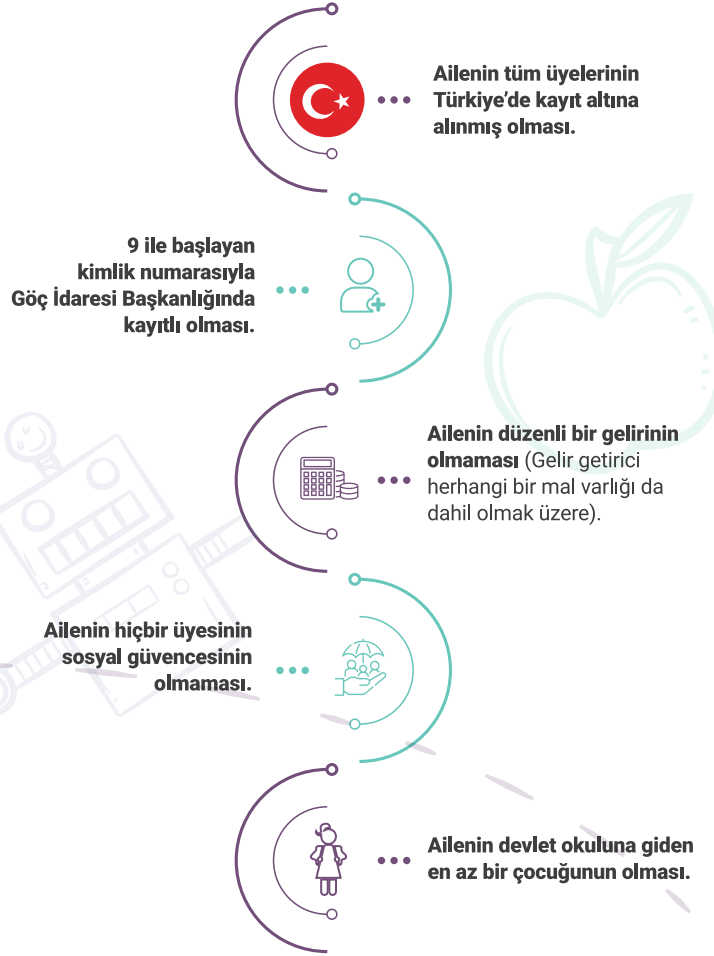 Ailenin tüm üyelerinin
Türkiye'de kayıt altına
alınmış olması.
9 ile başlayan
kimlik numarasıyla
Göç İdaresi Başkanlığında
kayıtlı olması.
Ailenin düzenli bir gelirinin
olmaması (Gelir getirici
herhangi bir mal varlığı da
dahil olmak üzere).
Ailenin hiçbir üyesinin
sosyal güvencesinin
olmaması.
Ailenin devlet okuluna giden
en az bir çocuğunun olması.